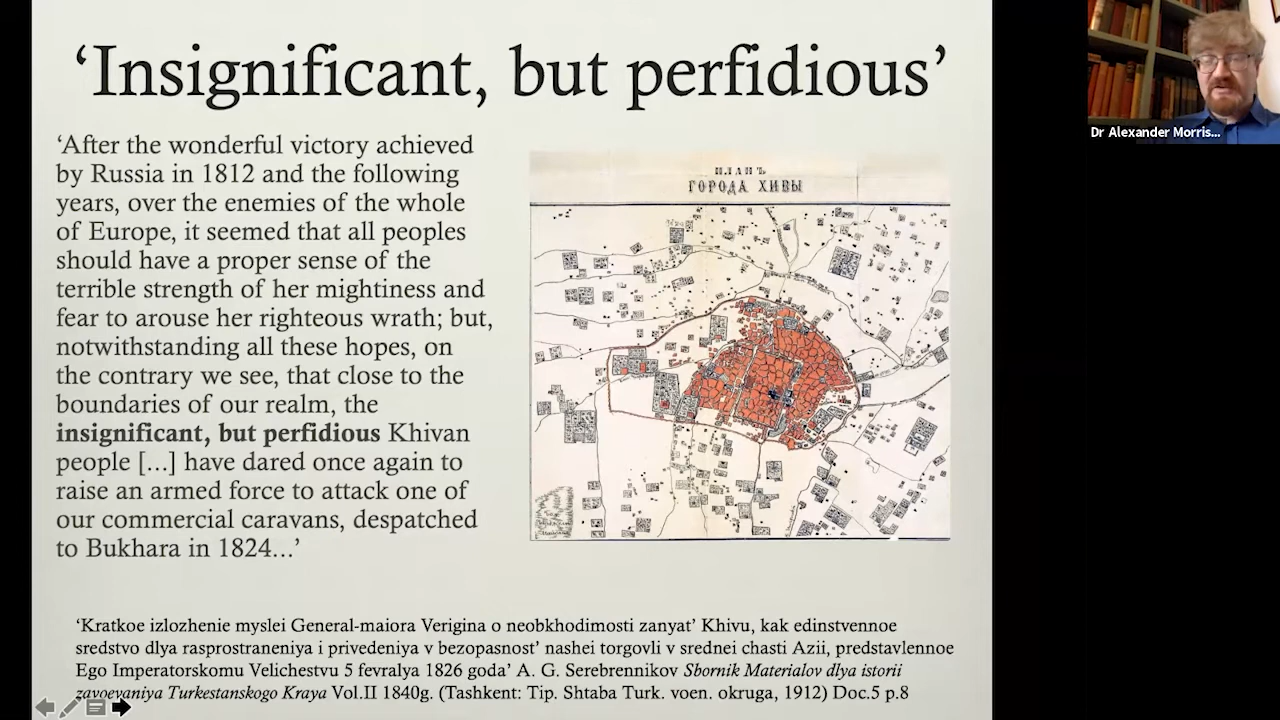 ‘Insignificant, but perfidious’
‘After the wonderful victory achieved
by Russia in 1812 and the following
years, over the enemies of the whole
of Europe, it seemed that all peoples
should have a proper sense of the
terrible strength of her mightiness and
fear to arouse her righteous wrath; but,
notwithstanding all these hopes, on
the contrary we see, that close to the
boundaries of our realm, the
insignificant, but perfidious Khivan
people […] have dared once again to
raise an armed force to attack one of
our commercial caravans, despatched
to Bukhara in 1824…’
ПЛАНЪ
ГОРОДА ХИВЫ
‘Kratkoe izlozhenie myslei General-maiora Verigina o neobkhodimosti zanyat’ Khivu, kak edinstvennoe
sredstvo dlya rasprostraneniya i privedeniya v bezopasnost’ nashei torgovli v srednei chasti Azii, predstavlennoe
Ego Imperatorskomu Velichestvu 5 fevralya 1826 goda’ A. G. Serebrennikov Sbornik Materialov dlya istorii
zavoevaniya Turkestanskogo Kraya Vol.II 1840g. (Tashkent: Tip. Shtaba Turk. voen. okruga, 1912) Doc.5 p.8
Dr Alexander Morris...